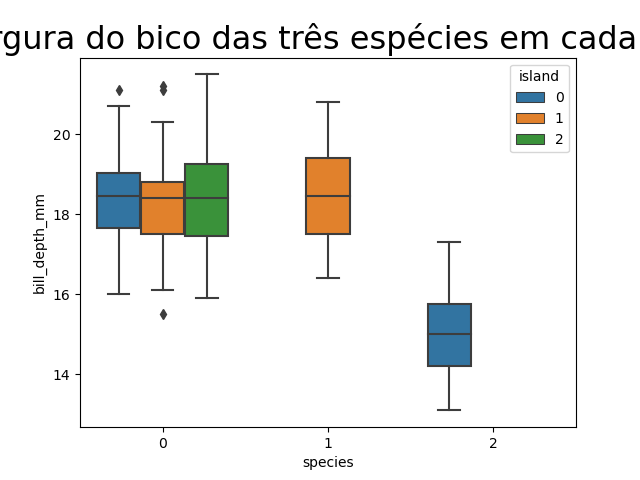 rgura do bico das três espécies em cada
island
0
1
2
20
18
16
14
bill_depth_mm
0 1 2
species